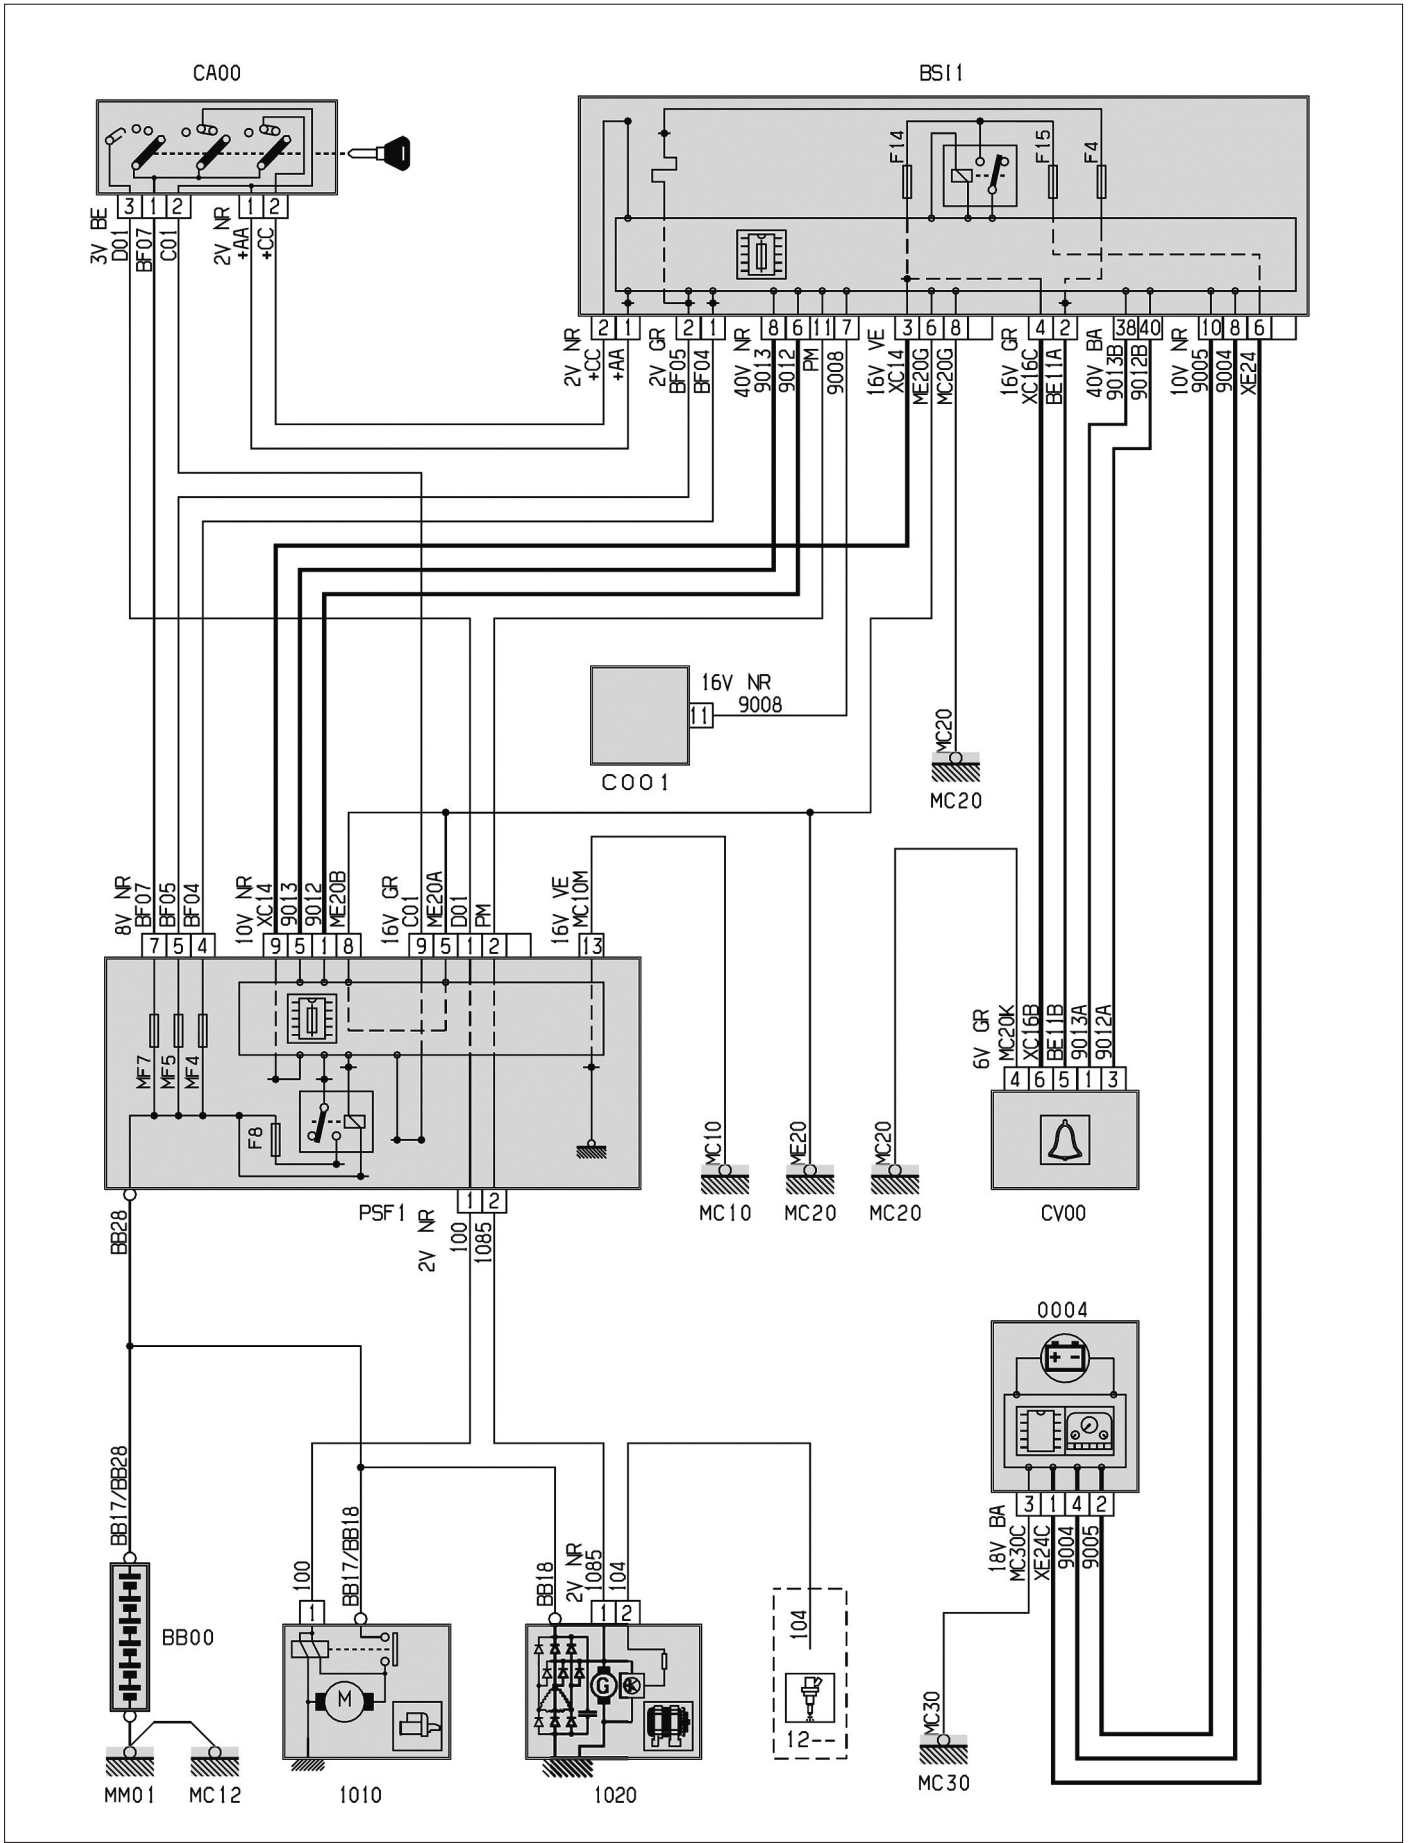 CA00
BSI1
F14
F15
F4
3 1 2 1 2
3V BE
D01
BF07
C01
2V NR
+AA
+CC
2 1 2 1 8 6 11 7 3 6 8 4 2 38 40 10 8 6
2V NR
+CC
+AA
2V GR
BF05
BF04
40V NR
9013
9012
PM
9008
16V VE
XC14
ME20G
MC20G
16V GR
XC16C
BE11A
40V BA
9013B
9012B
10V NR
9005
9004
XE24
16V NR
9008
11
C001
MC20
MC20
8V NR
BF07
BF05
BF04
10V NR
XC14
9013
9012
ME20B
16V GR
C01
ME20A
D01
PM
16V VE
MC10M
7 5 4 9 5 1 8 9 5 1 2 13
MF7
MF5
MF4
F8
PSF1
1 2
BB28
2V NR
100
1085
MC10
MC10
ME20
MC20
MC20
MC20
6V GR
MC20K
XC16B
BE11B
9013A
9012A
4 6 5 1 3
CV00
0004
+ -
3 1 4 2
18V BA
MC30C
XE24C
9004
9005
MC30
MC30
BB17/BB28
BB00
MM01
MC12
100
BB17/BB18
1
M
1010
BB18
2V NR
1085
104
1 2
G
K
1020
104
12--